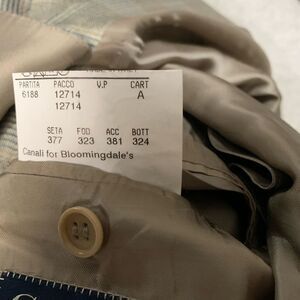 PARTITA PACCO V.P CART
6188 12714 A
12714
SETA FOD ACC BOTT
377 323 381 324
Canali for Bloomingdale's